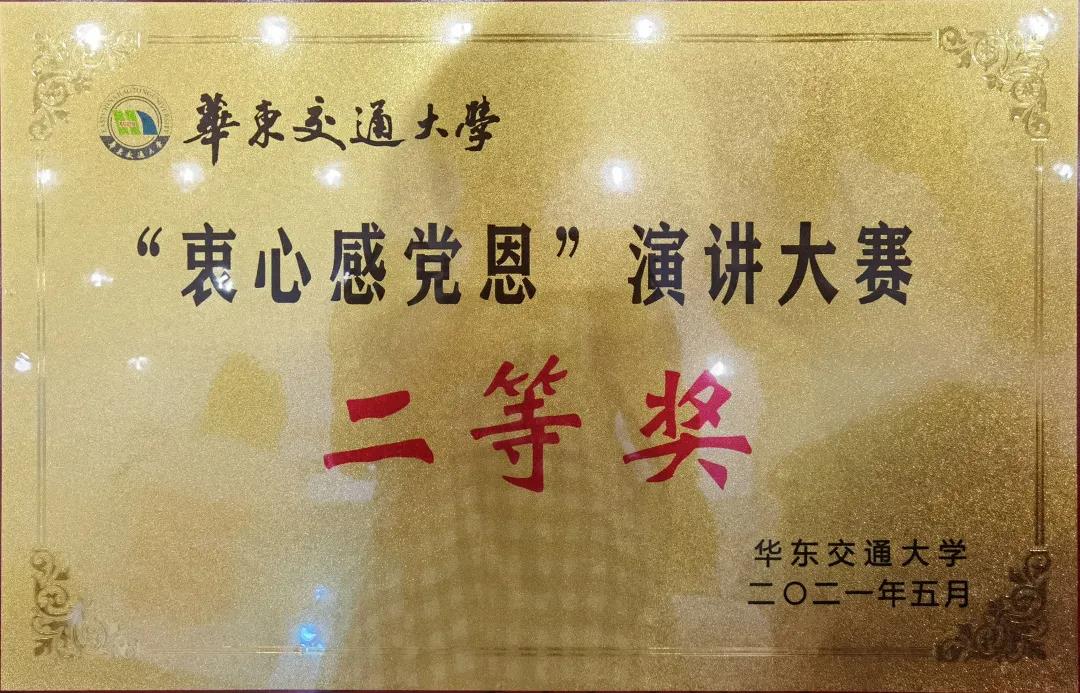 華東交通大學
“衷心感党恩”演讲大赛
二等奖
华东交通大学
二〇二一年五月